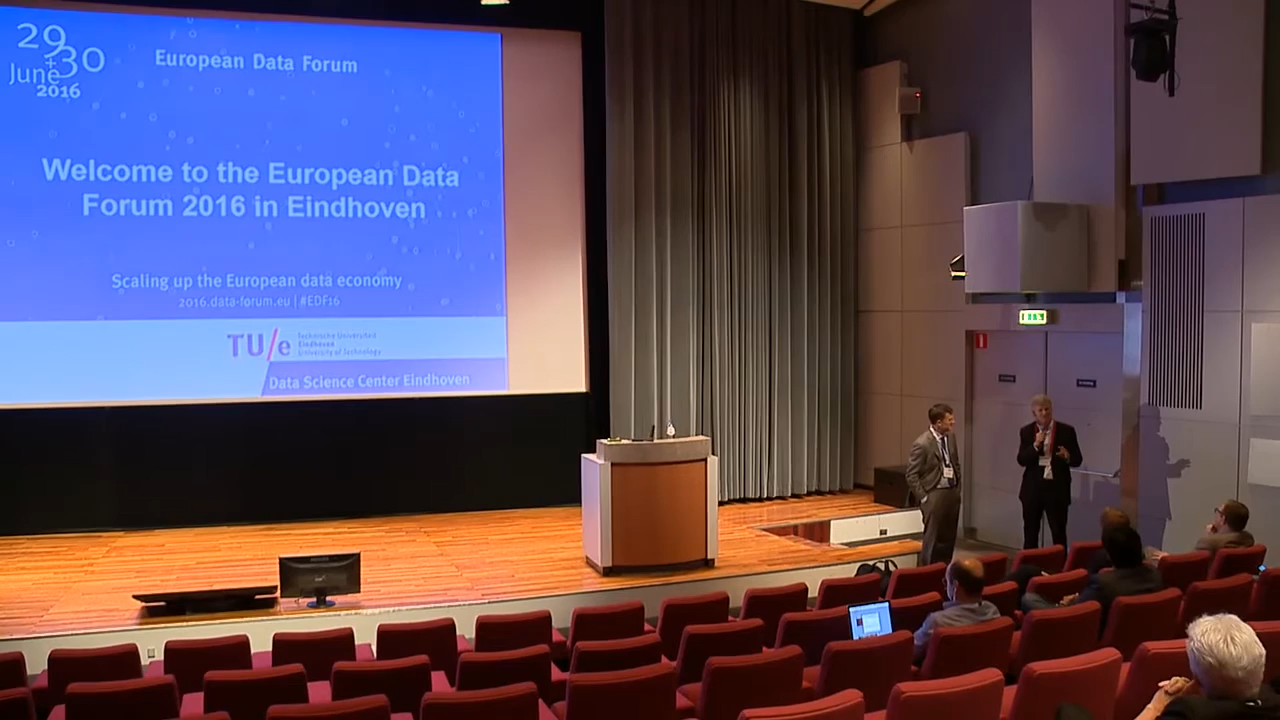 29
+30
June
2016
European Data Forum
Welcome to the European Data
Forum 2016 in Eindhoven
Scaling up the European data economy
2016.data-forum.eu | #EDF16
TU/e
Technische Universiteit
Eindhoven
University of Technology
Data Science Center Eindhoven